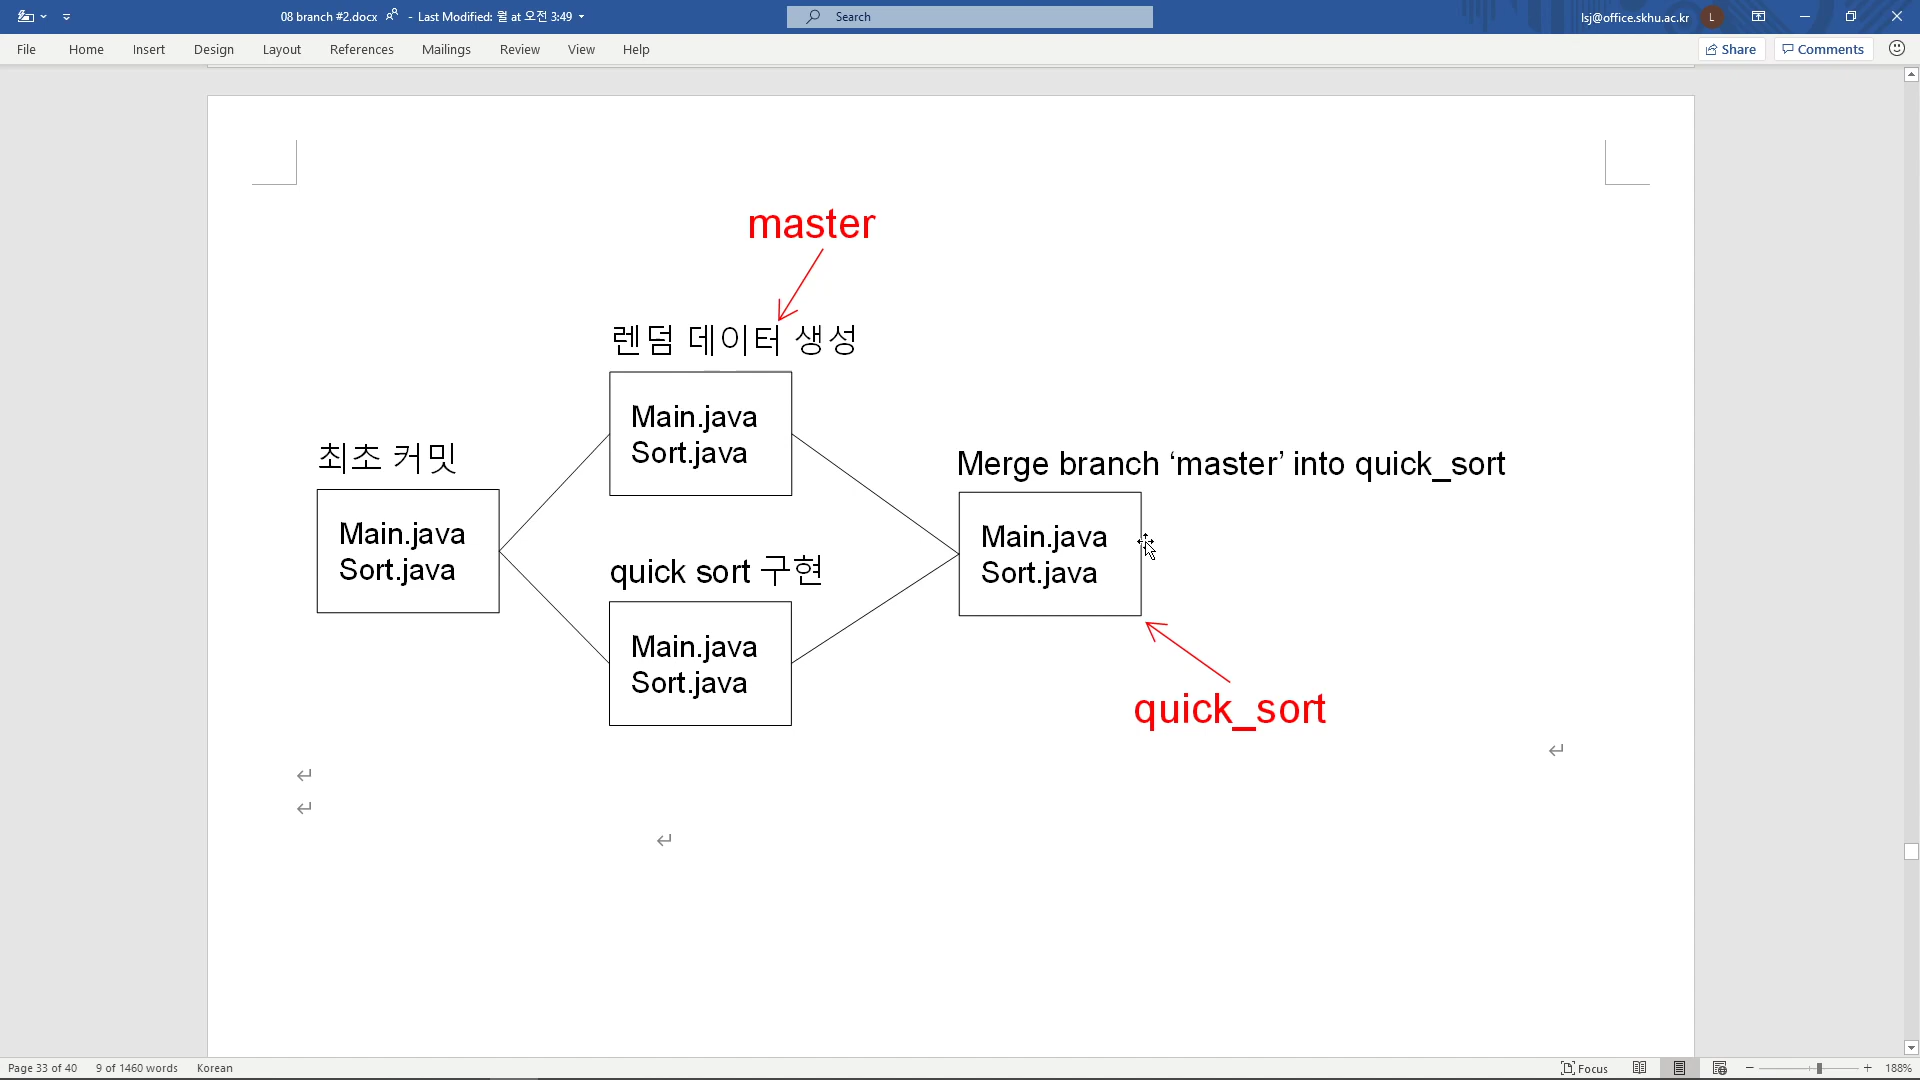 08 branch #2.docx - Last Modified: 월 at 오전 3:49
Search
lsj@office.skhu.ac.kr
L
File Home Insert Design Layout References Mailings Review View Help
Share Comments
master
렌덤 데이터 생성
Main.java
Sort.java
최초 커밋
Main.java
Sort.java
quick sort 구현
Main.java
Sort.java
Merge branch ‘master’ into quick_sort
Main.java
Sort.java
quick_sort
Page 33 of 40 9 of 1460 words Korean
Focus
188%